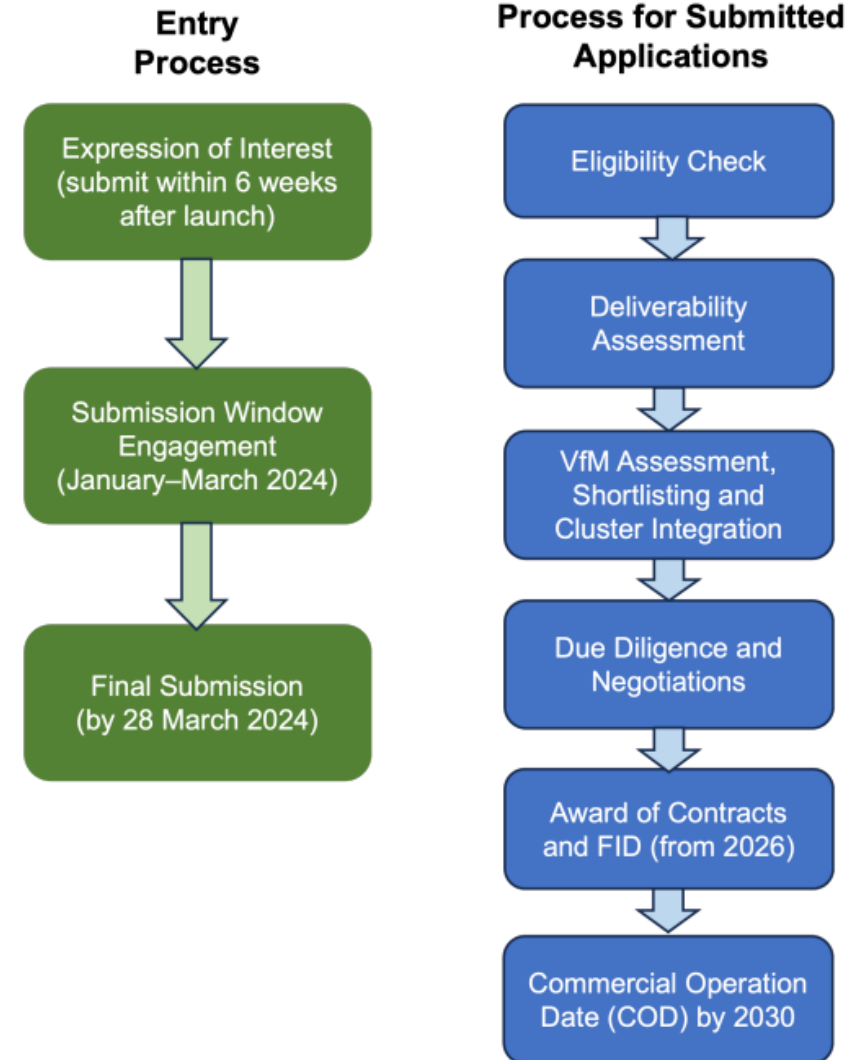 Entry
Process
Expression of Interest
(submit within 6 weeks
after launch)
Submission Window
Engagement
(January–March 2024)
Final Submission
(by 28 March 2024)
Process for Submitted
Applications
Eligibility Check
Deliverability
Assessment
VfM Assessment,
Shortlisting and
Cluster Integration
Due Diligence and
Negotiations
Award of Contracts
and FID (from 2026)
Commercial Operation
Date (COD) by 2030